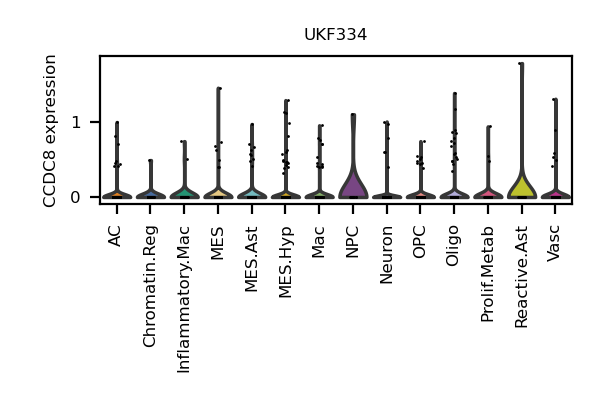 UKF334
CCDC8 expression
1
0
AC
Chromatin.Reg
Inflammatory.Mac
MES
MES.Ast
MES.Hyp
Mac
NPC
Neuron
OPC
Oligo
Prolif.Metab
Reactive.Ast
Vasc